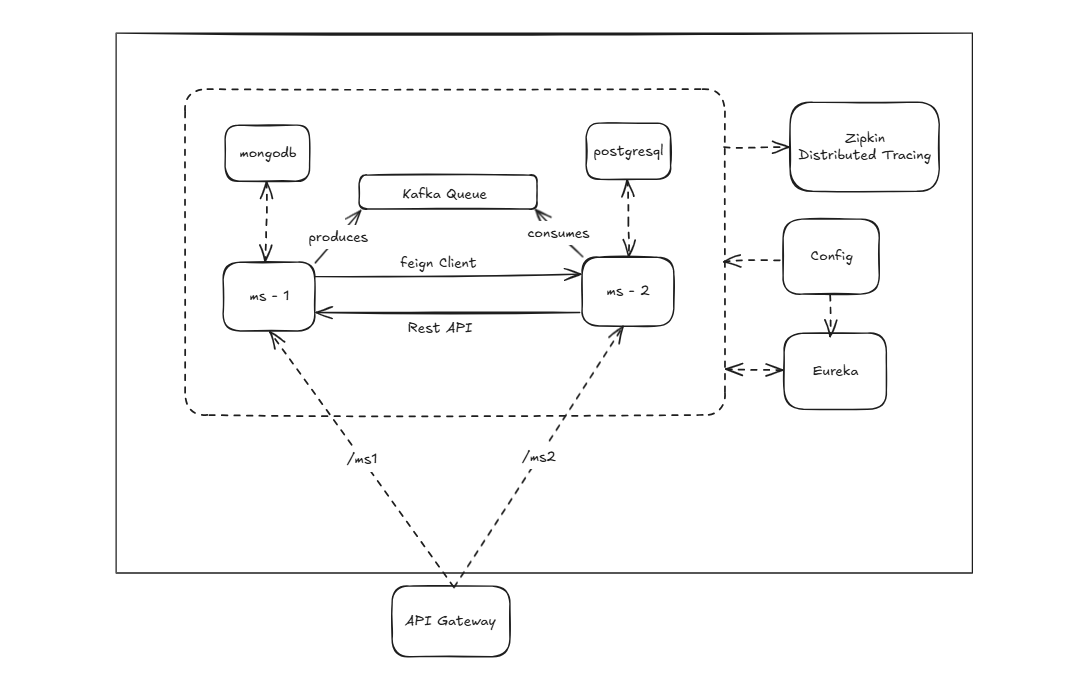 mongodb
postgresql
Zipkin
Distributed Tracing
Kafka Queue
produces
consumes
feign Client
Config
ms - 1
ms - 2
Rest API
Eureka
/ms1
/ms2
API Gateway